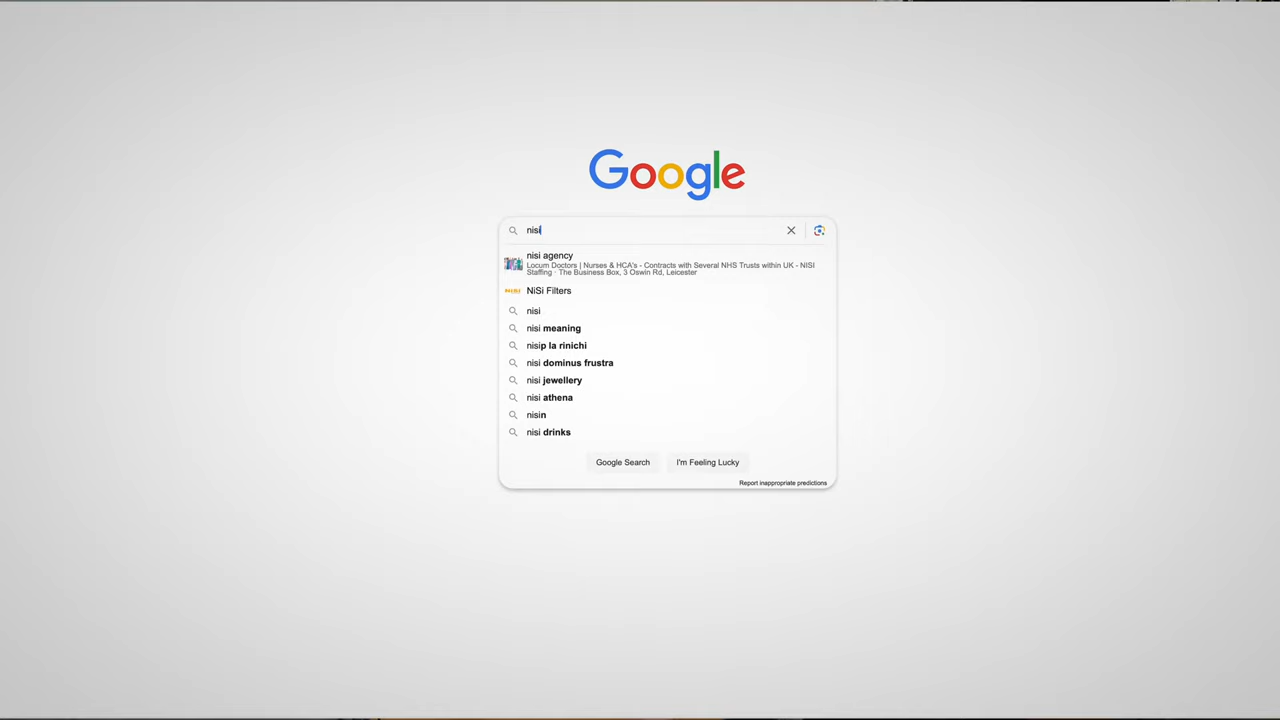 Google
nisi
nisi agency
Locum Doctors | Nurses & HCA's - Contracts with Several NHS Trusts within UK - NISI
Staffing · The Business Box, 3 Oswin Rd, Leicester
NiSi Filters
nisi
nisi meaning
nisip la rinichi
nisi dominus frustra
nisi jewellery
nisi athena
nisin
nisi drinks
Google Search
I'm Feeling Lucky
Report inappropriate predictions